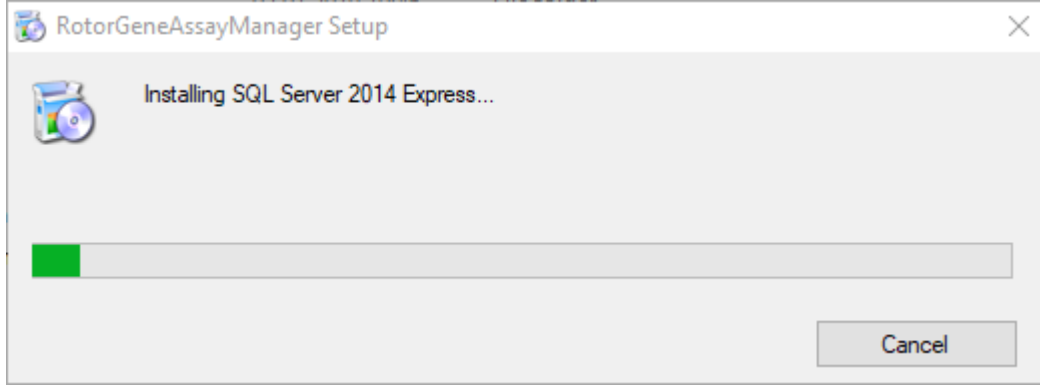 RotorGeneAssayManager Setup
Installing SQL Server 2014 Express...
Cancel